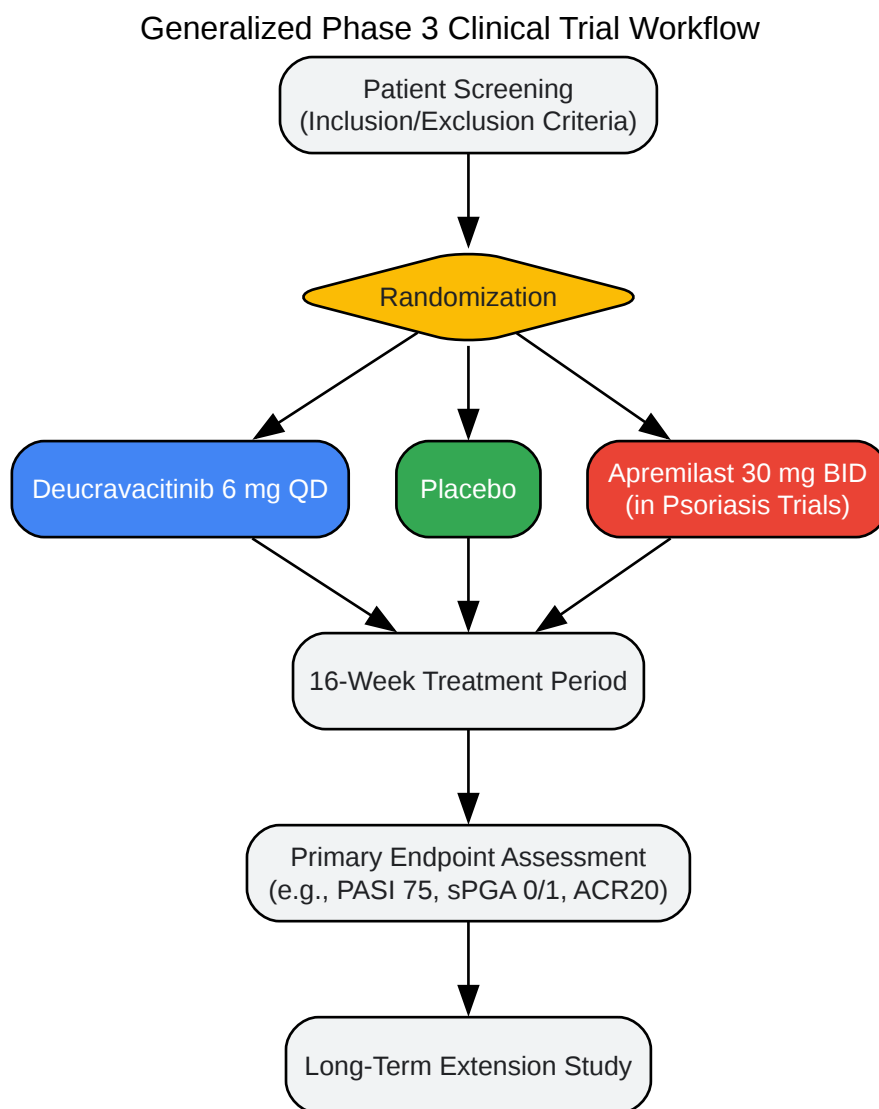 Generalized Phase 3 Clinical Trial Workflow
Patient Screening
(Inclusion/Exclusion Criteria)
Randomization
Deucravacitinib 6 mg QD
Placebo
Apremilast 30 mg BID
(in Psoriasis Trials)
16-Week Treatment Period
Primary Endpoint Assessment
(e.g., PASI 75, sPGA 0/1, ACR20)
Long-Term Extension Study